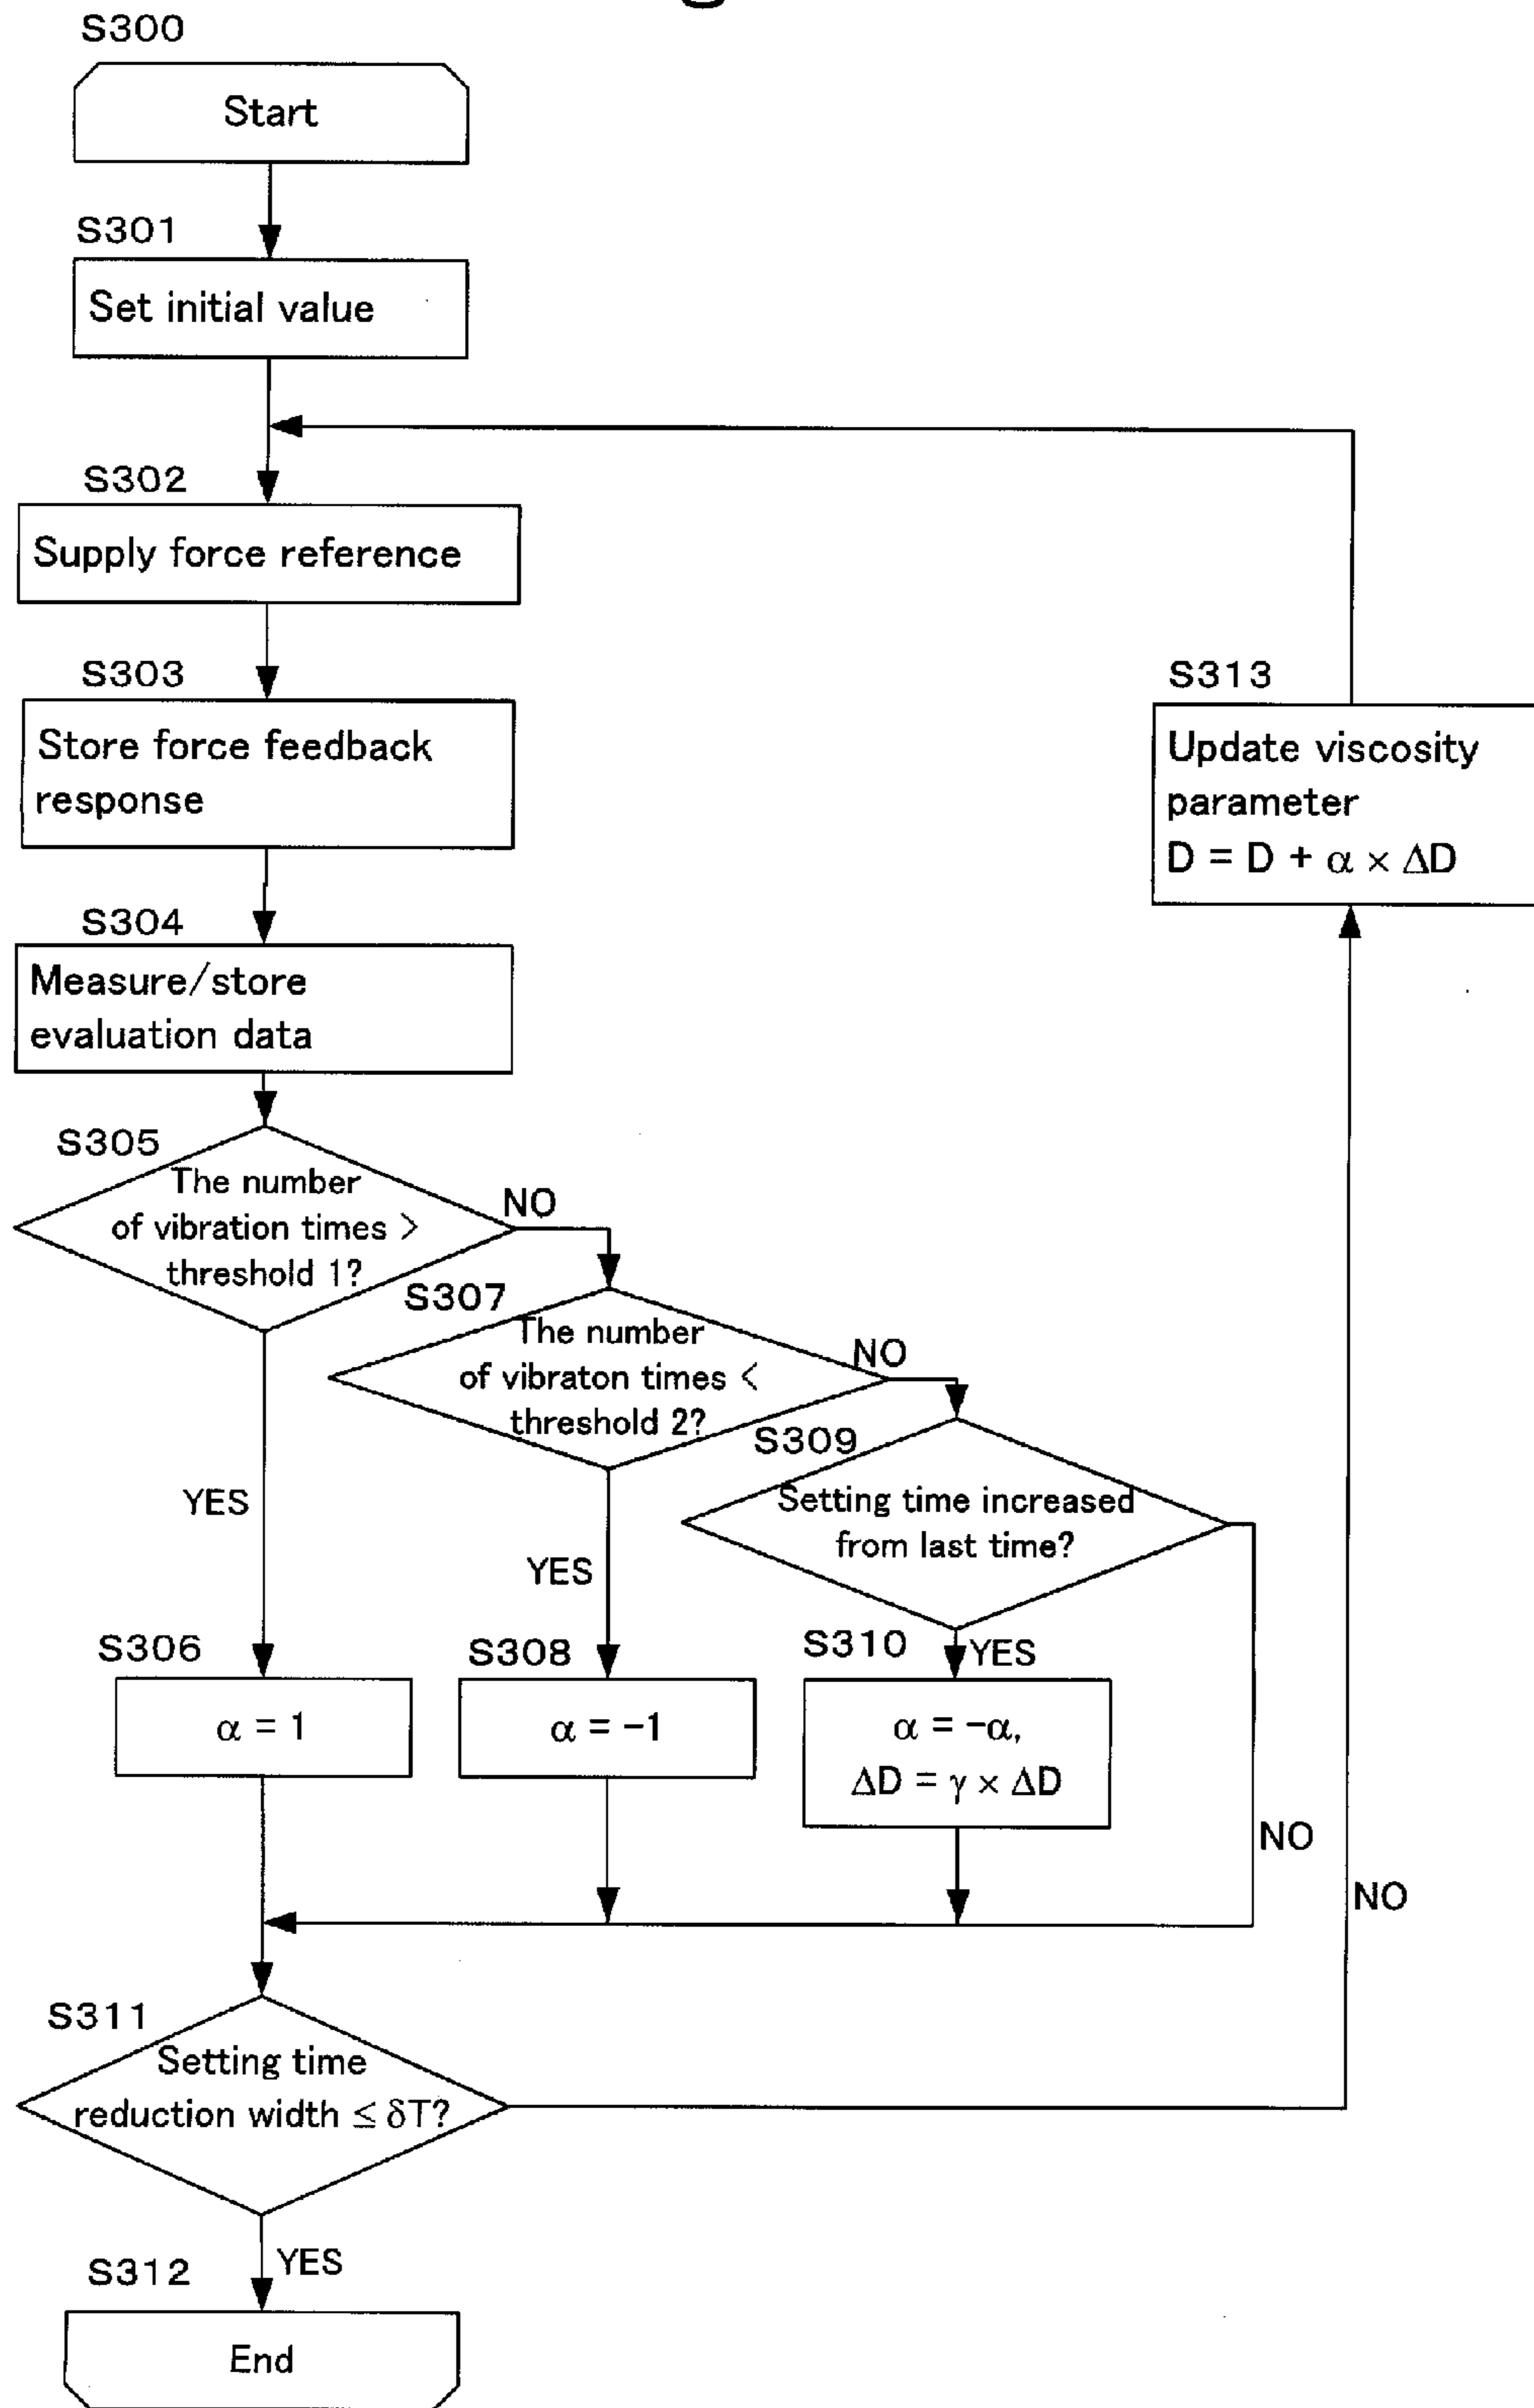 S300
Start
S301
Set initial value
S302
Supply force reference
S303
Store force feedback
response
S313
Update viscosity
parameter
D = D + α × ΔD
S304
Measure/store
evaluation data
S305
The number
of vibration times >
threshold 1?
NO
S307
The number
of vibraton times <
threshold 2?
NO
S309
Setting time increased
from last time?
YES
YES
S306
α = 1
S308
α = -1
S310
YES
α = -α,
ΔD = γ × ΔD
NO
NO
S311
Setting time
reduction width ≤ δT?
YES
S312
End